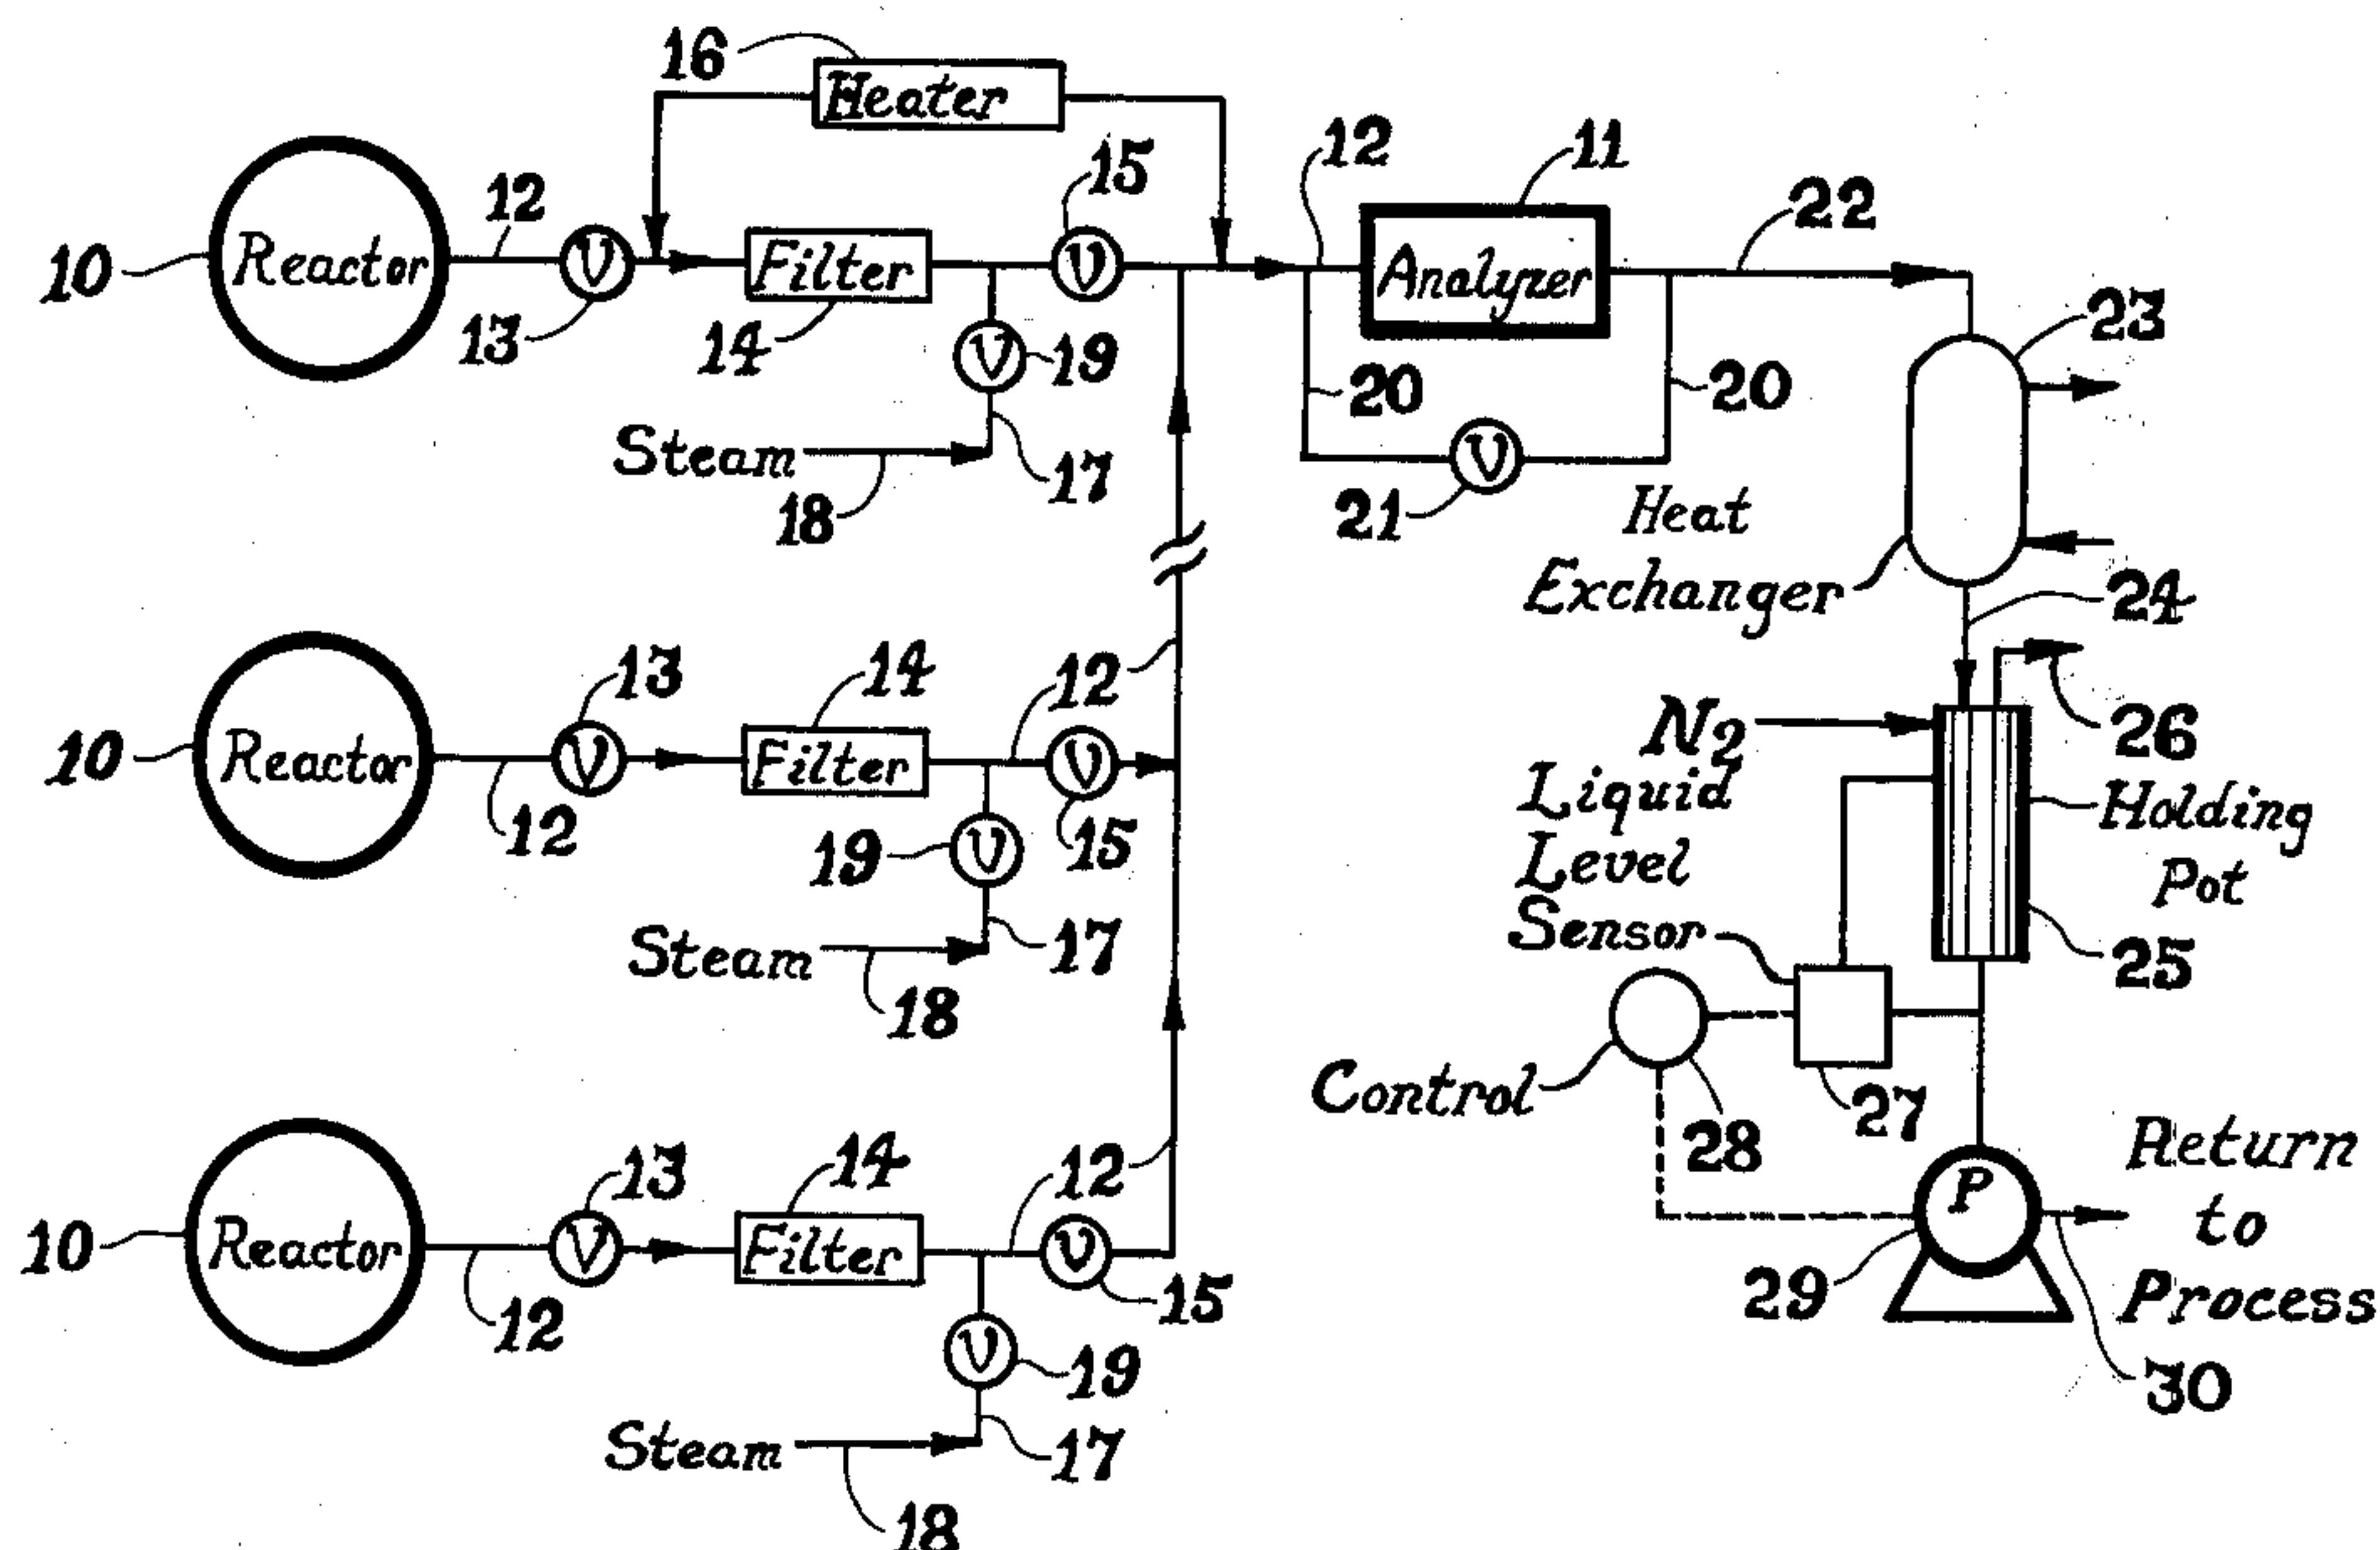 16
Heater
15
12
11
12
22
10
Reactor
V
Filter
V
Analyzer
23
13
14
V
19
20
20
Steam
17
18
V
21
Heat
Exchanger
24
13
14
12
N2
26
10
Reactor
V
Filter
V
Liquid
Level
Sensor
Holding
Pot
12
19
V
15
Steam
17
25
18
Control
28
27
13
14
12
P
Return
to
Process
10
Reactor
V
Filter
V
12
15
29
V
19
30
Steam
17
18